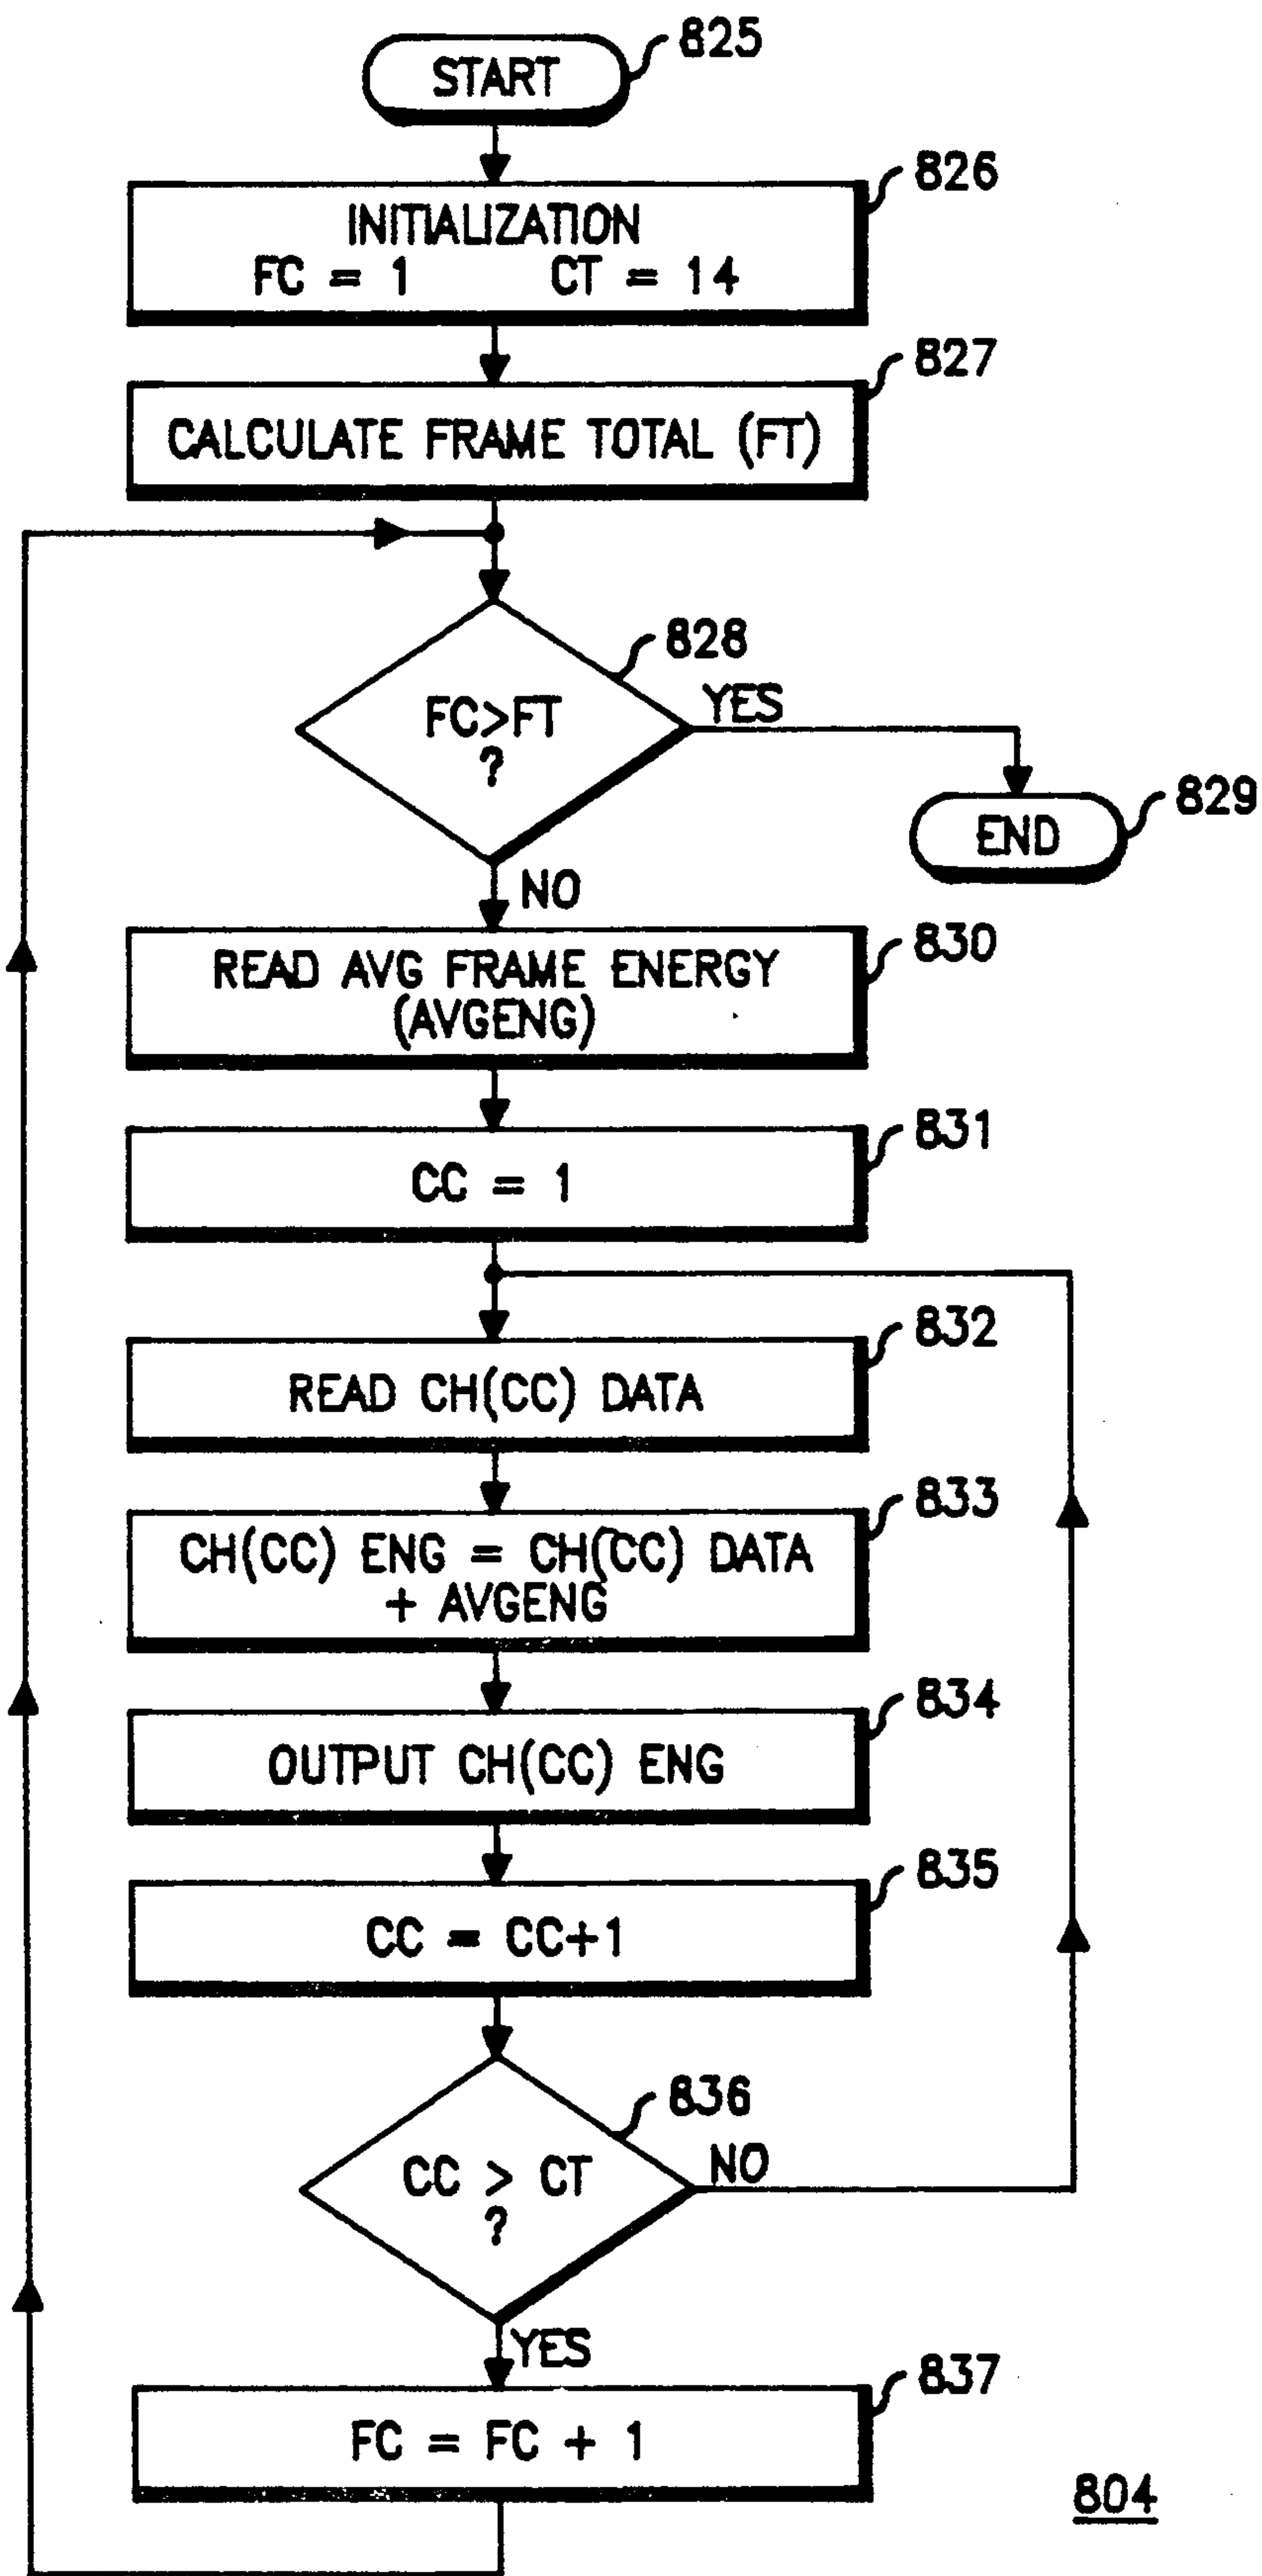 START
825
INITIALIZATION
FC = 1 CT = 14
826
CALCULATE FRAME TOTAL (FT)
827
FC>FT
?
828
YES
END
829
NO
READ AVG FRAME ENERGY
(AVGENG)
830
CC = 1
831
READ CH(CC) DATA
832
CH(CC) ENG = CH(CC) DATA
+ AVGENG
833
OUTPUT CH(CC) ENG
834
CC = CC+1
835
CC > CT
?
836
NO
YES
FC = FC + 1
837
804